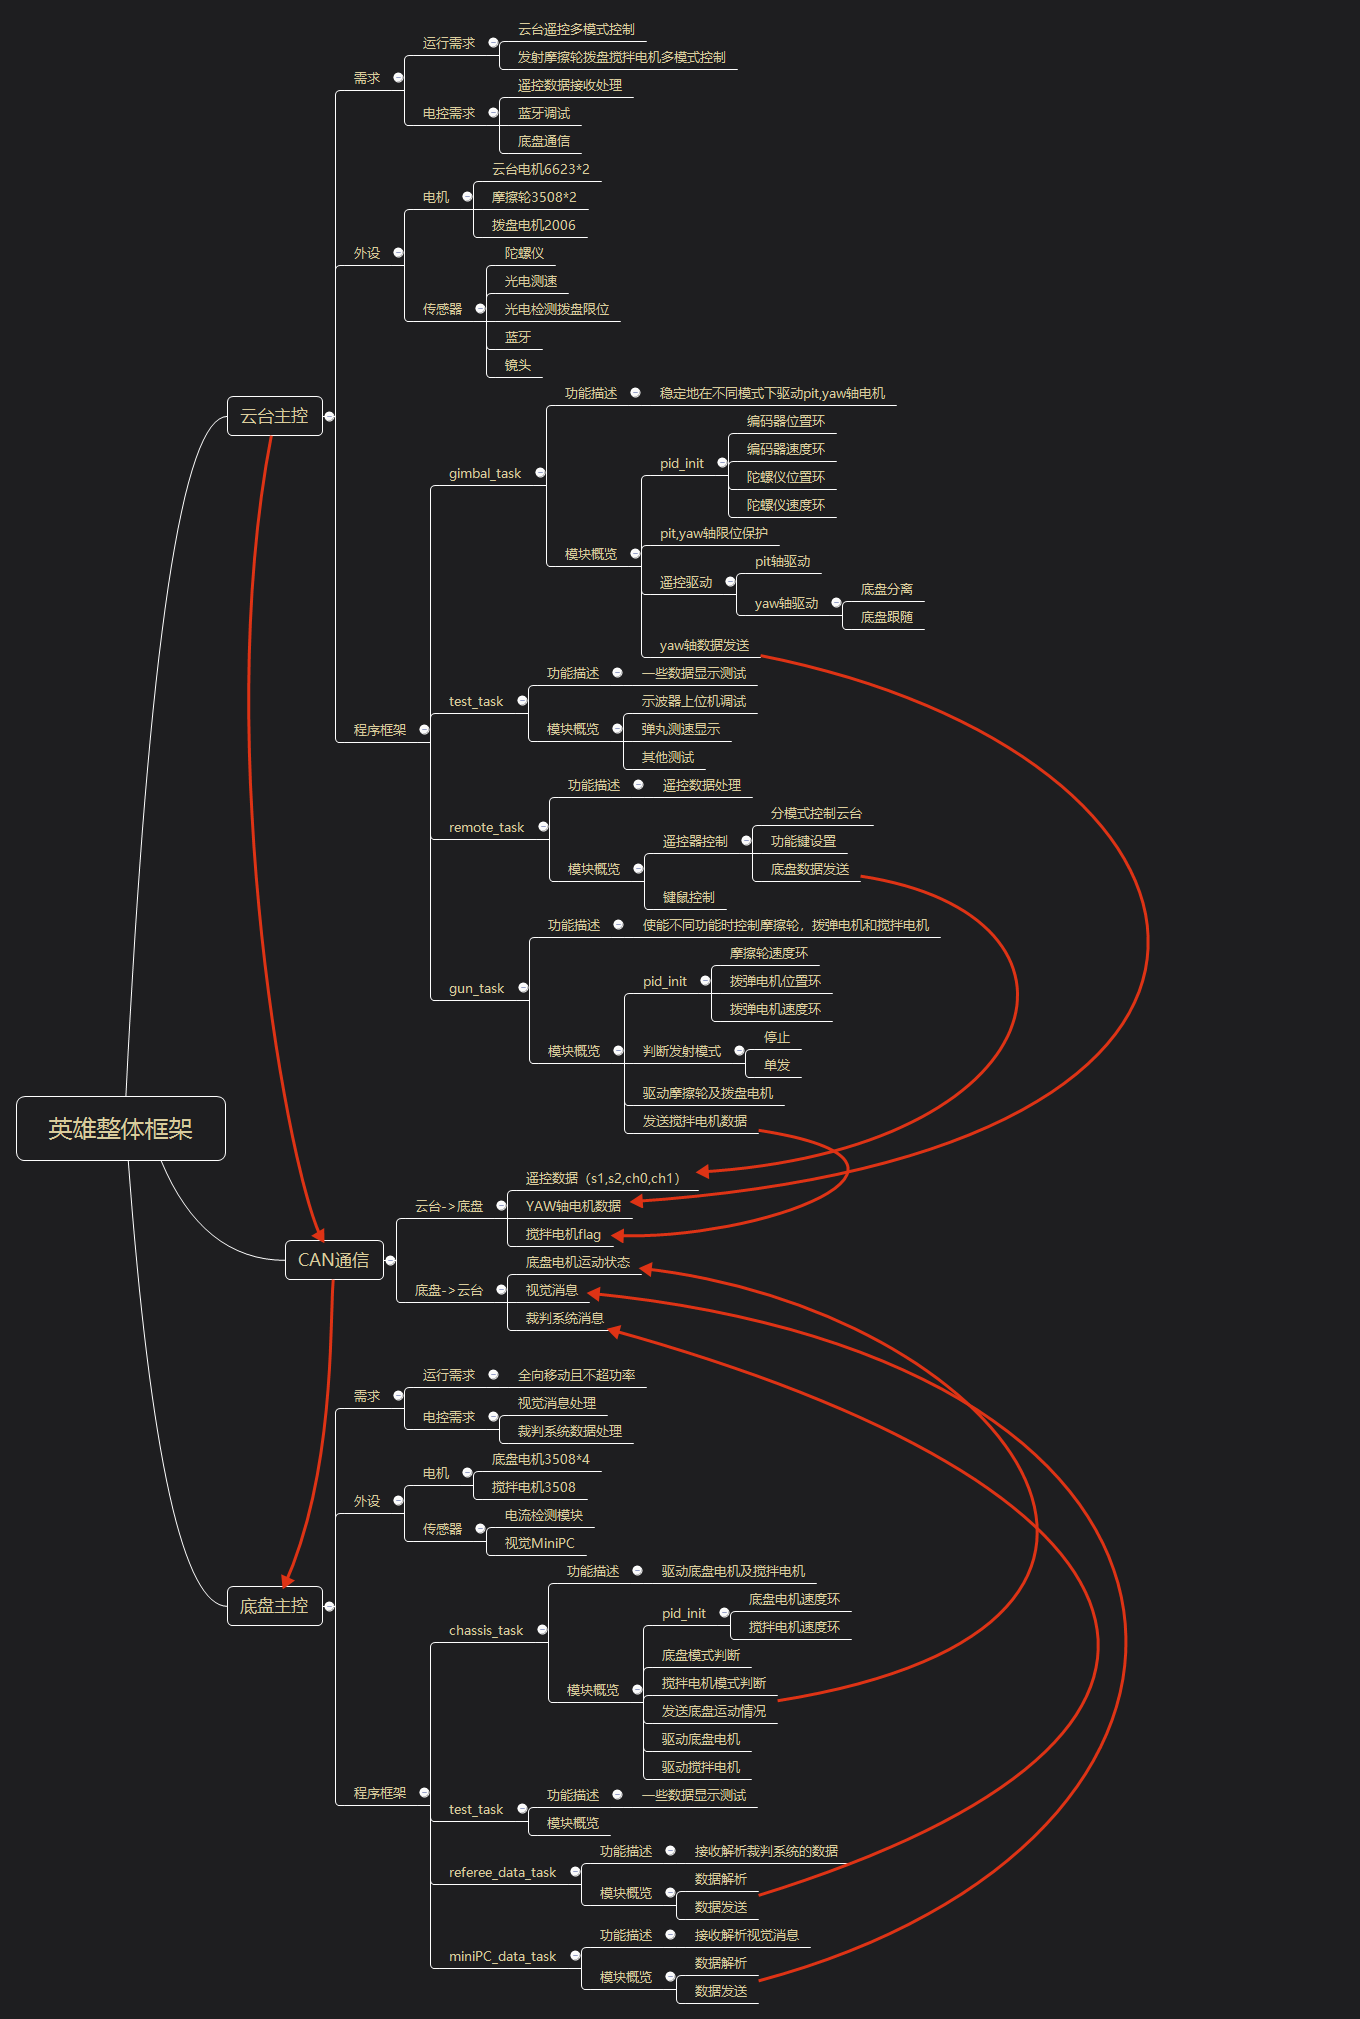 英雄整体框架
云台主控
需求
运行需求
云台遥控多模式控制
发射摩擦轮拨盘搅拌电机多模式控制
电控需求
遥控数据接收处理
蓝牙调试
底盘通信
外设
电机
云台电机6623*2
摩擦轮3508*2
拨盘电机2006
传感器
陀螺仪
光电测速
光电检测拨盘限位
蓝牙
镜头
程序框架
gimbal_task
功能描述
稳定地在不同模式下驱动pit,yaw轴电机
模块概览
pid_init
编码器位置环
编码器速度环
陀螺仪位置环
陀螺仪速度环
pit,yaw轴限位保护
遥控驱动
pit轴驱动
yaw轴驱动
底盘分离
底盘跟随
yaw轴数据发送
test_task
功能描述
一些数据显示测试
模块概览
示波器上位机调试
弹丸测速显示
其他测试
remote_task
功能描述
遥控数据处理
模块概览
遥控器控制
分模式控制云台
功能键设置
底盘数据发送
键鼠控制
gun_task
功能描述
使能不同功能时控制摩擦轮，拨弹电机和搅拌电机
模块概览
pid_init
摩擦轮速度环
拨弹电机位置环
拨弹电机速度环
判断发射模式
停止
单发
驱动摩擦轮及拨盘电机
发送搅拌电机数据
CAN通信
云台->底盘
遥控数据（s1,s2,ch0,ch1）
YAW轴电机数据
搅拌电机flag
底盘->云台
底盘电机运动状态
视觉消息
裁判系统消息
底盘主控
需求
运行需求
全向移动且不超功率
电控需求
视觉消息处理
裁判系统数据处理
外设
电机
底盘电机3508*4
搅拌电机3508
传感器
电流检测模块
视觉MiniPC
程序框架
chassis_task
功能描述
驱动底盘电机及搅拌电机
模块概览
pid_init
底盘电机速度环
搅拌电机速度环
底盘模式判断
搅拌电机模式判断
发送底盘运动情况
驱动底盘电机
驱动搅拌电机
test_task
功能描述
一些数据显示测试
模块概览
referee_data_task
功能描述
接收解析裁判系统的数据
模块概览
数据解析
数据发送
miniPC_data_task
功能描述
接收解析视觉消息
模块概览
数据解析
数据发送